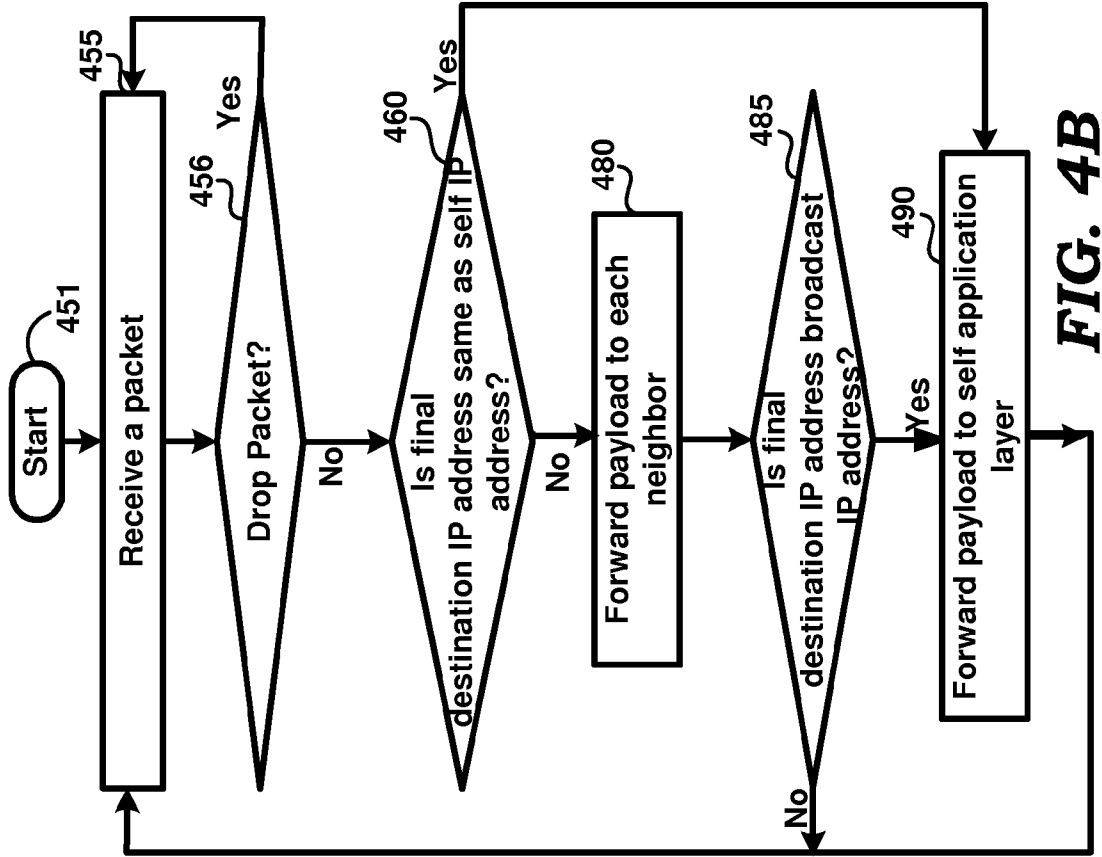 Start
451
455
Receive a packet
456
Yes
Drop Packet?
No
460
Yes
Is final
destination IP address same as self IP
address?
No
480
Forward payload to each
neighbor
485
Is final
destination IP address broadcast
IP address?
No
Yes
490
Forward payload to self application
layer
FIG. 4B